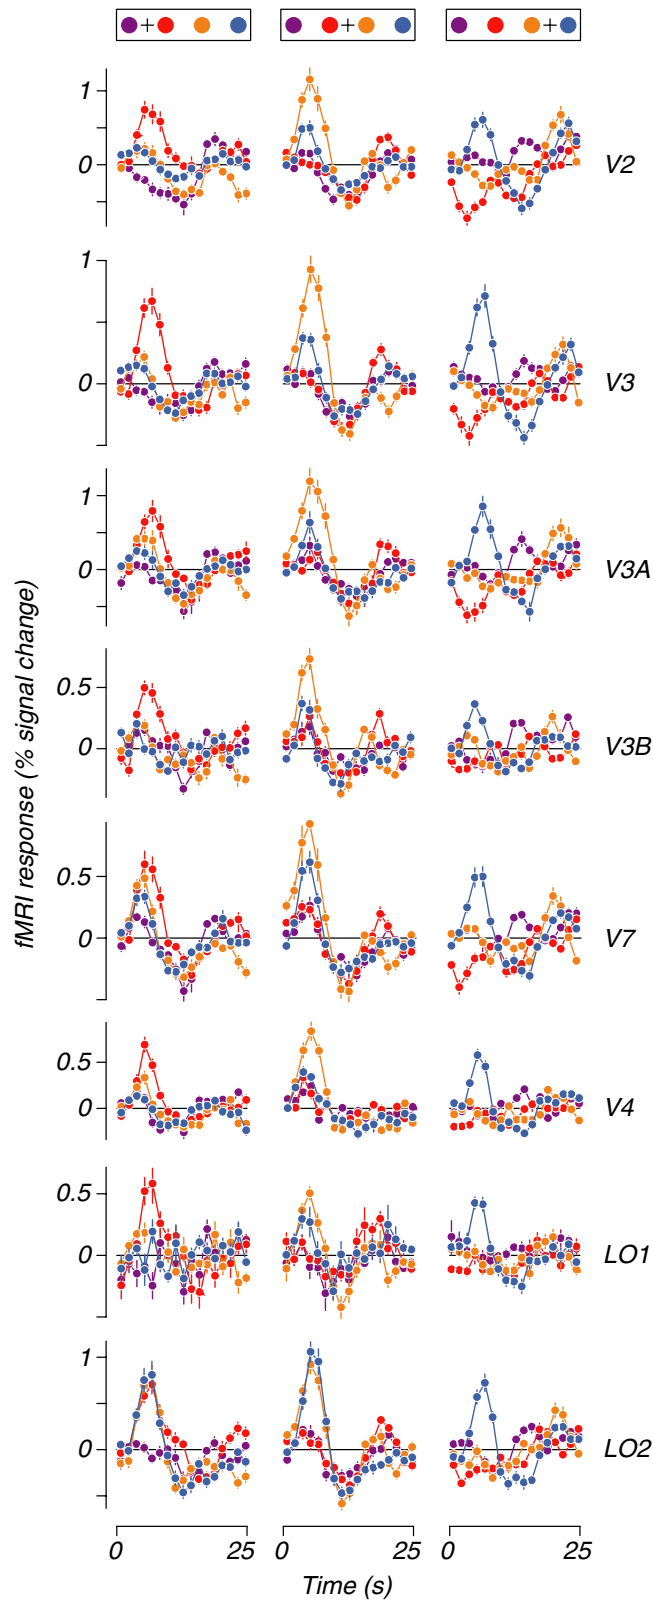 + + +
1
0
V2
1
0
V3
1
0
V3A
0.5
0
V3B
0.5
0
V7
0.5
0
V4
0.5
0
LO1
1
0
LO2
fMRI response (% signal change)
0 25 0 25 0 25
Time (s)